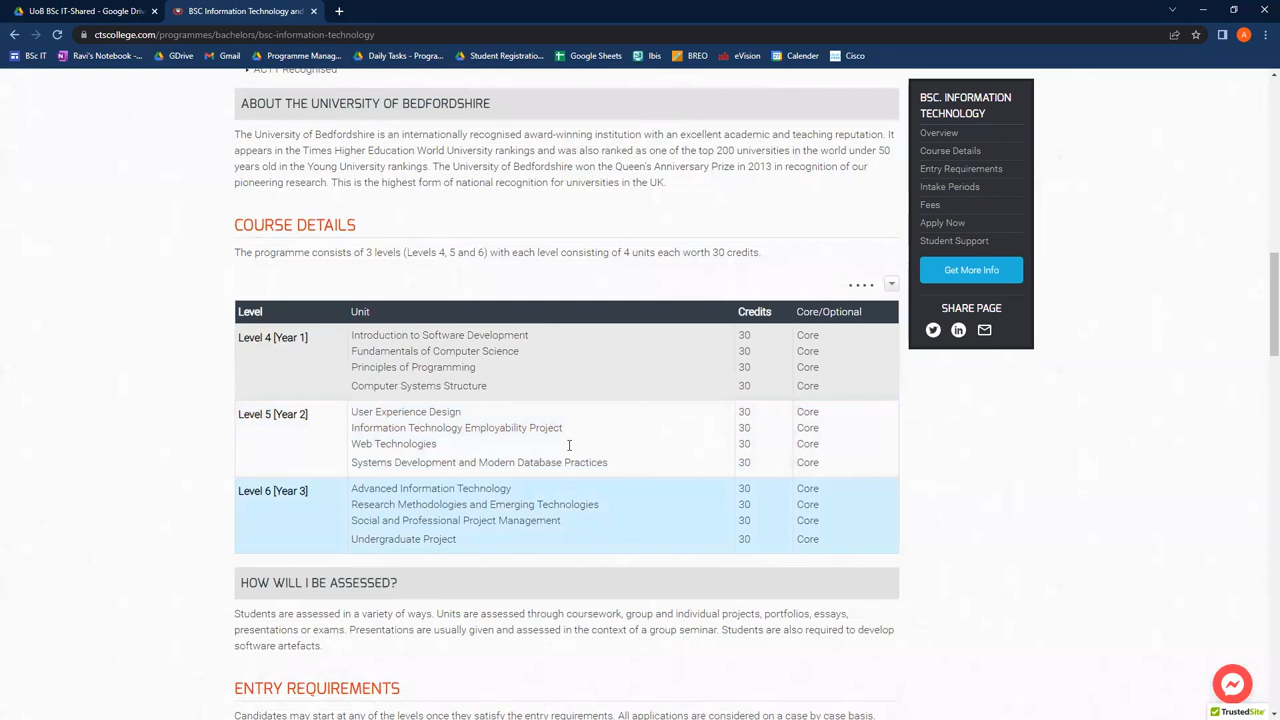 UoB BSc IT-Shared - Google Driv
BSC Information Technology and
ctscollege.com/programmes/bachelors/bsc-information-technology
A
BSc IT
Ravi's Notebook-...
GDrive
Gmail
Programme Manag...
Daily Tasks - Progra...
Student Registratio...
Google Sheets
Ibis
BREO
eVision
Calender
Cisco
ABOUT THE UNIVERSITY OF BEDFORDSHIRE
The University of Bedfordshire is an internationally recognised award-winning institution with an excellent academic and teaching reputation. It
appears in the Times Higher Education World University rankings and was also ranked as one of the top 200 universities in the world under 50
years old in the Young University rankings. The University of Bedfordshire won the Queen's Anniversary Prize in 2013 in recognition of our
pioneering research. This is the highest form of national recognition for universities in the UK.
COURSE DETAILS
The programme consists of 3 levels (Levels 4, 5 and 6) with each level consisting of 4 units each worth 30 credits.
Level Unit Credits Core/Optional
Level 4 [Year 1] Introduction to Software Development 30 Core
Fundamentals of Computer Science 30 Core
Principles of Programming 30 Core
Computer Systems Structure 30 Core
Level 5 [Year 2] User Experience Design 30 Core
Information Technology Employability Project 30 Core
Web Technologies 30 Core
Systems Development and Modern Database Practices 30 Core
Level 6 [Year 3] Advanced Information Technology 30 Core
Research Methodologies and Emerging Technologies 30 Core
Social and Professional Project Management 30 Core
Undergraduate Project 30 Core
HOW WILL I BE ASSESSED?
Students are assessed in a variety of ways. Units are assessed through coursework, group and individual projects, portfolios, essays,
presentations or exams. Presentations are usually given and assessed in the context of a group seminar. Students are also required to develop
software artefacts.
ENTRY REQUIREMENTS
Candidates may start at any of the levels once they satisfy the entry requirements. All applications are considered on a case by case basis.
BSC. INFORMATION
TECHNOLOGY
Overview
Course Details
Entry Requirements
Intake Periods
Fees
Apply Now
Student Support
Get More Info
SHARE PAGE
TrustedSite